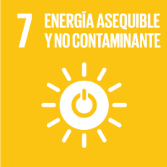 7 ENERGÍA ASEQUIBLE
Y NO CONTAMINANTE